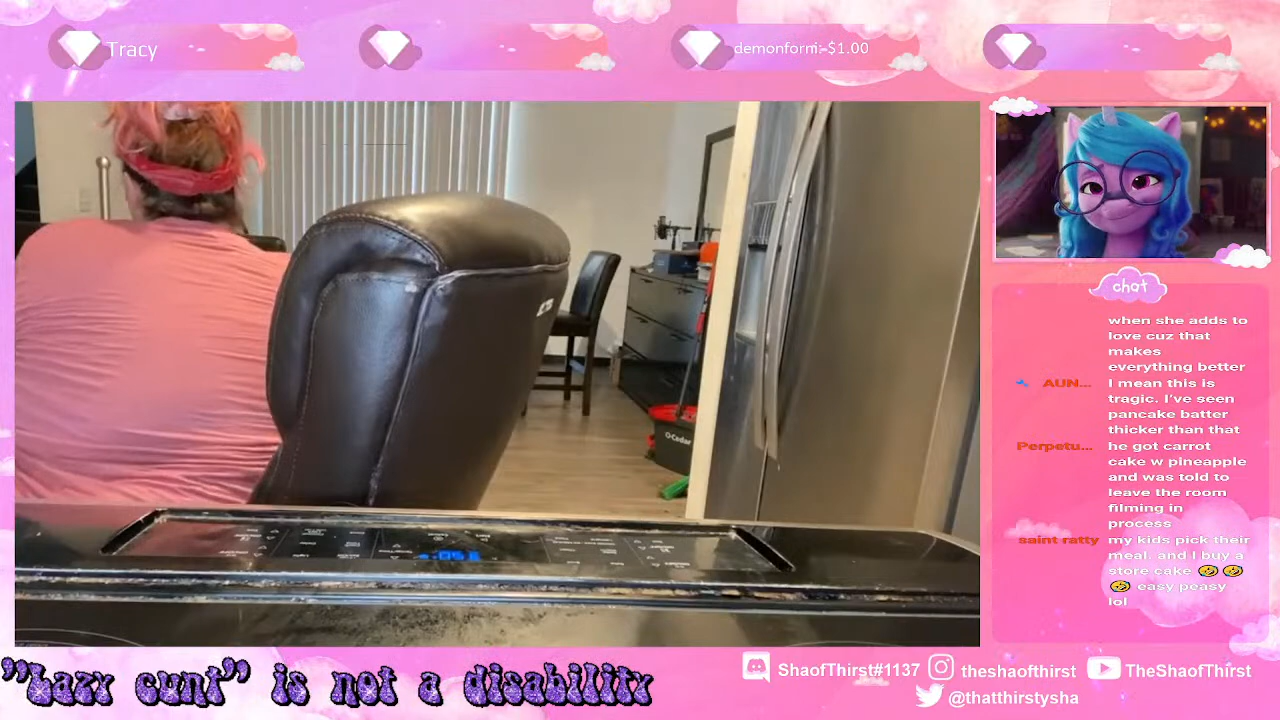 Tracy
demonform: $1.00
chat
when she adds to
love cuz that
makes
everything better
AUN... I mean this is
tragic. I've seen
pancake batter
thicker than that
Perpetu... he got carrot
cake w pineapple
and was told to
leave the room
filming in
process
saint ratty my kids pick their
meal. and I buy a
store cake 🤣 🤣
🤣 easy peasy
lol
O-Cedar
"Lazy cunt" is not a disability
ShaofThirst#1137 theshaofthirst TheShaofThirst
@thatthirstysha